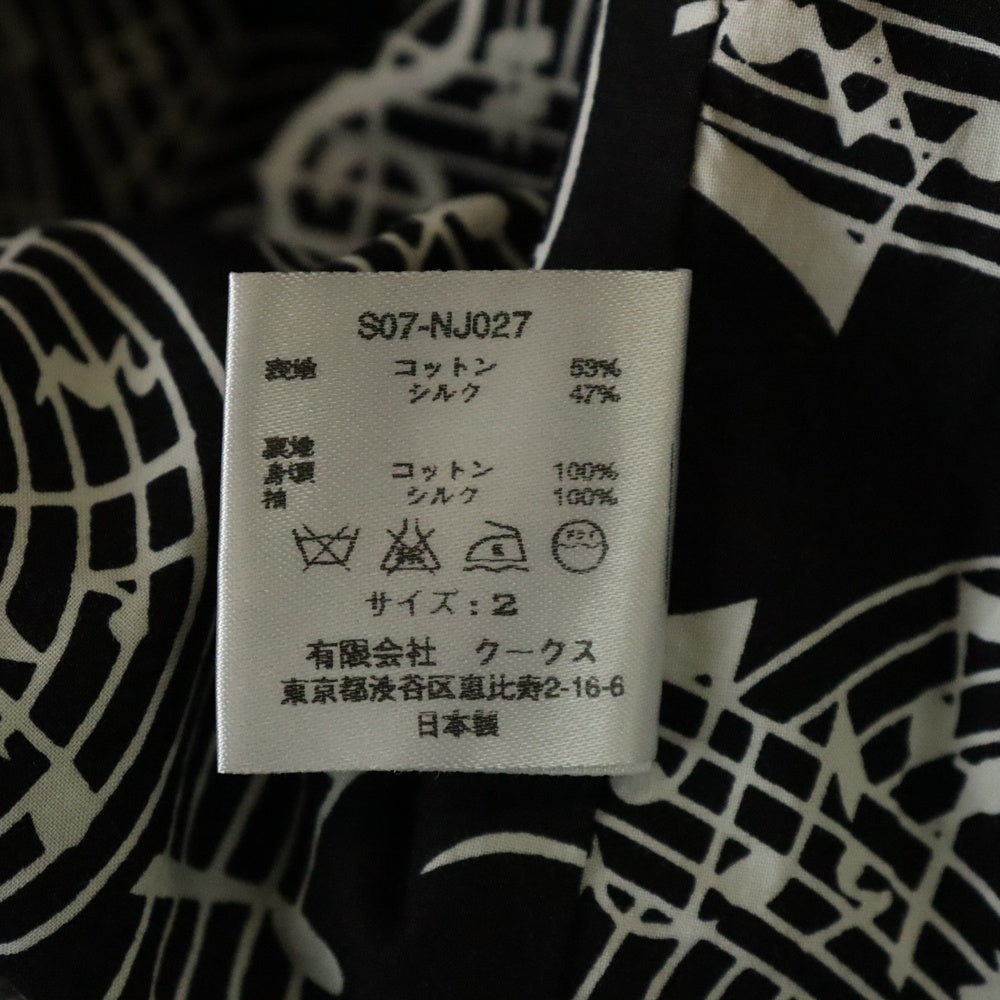 S07-NJ027
表地 コットン 53%
シルク 47%
裏地
身頃 コットン 100%
袖 シルク 100%
サイズ:2
有限会社 クークス
東京都渋谷区恵比寿2-16-6
日本製